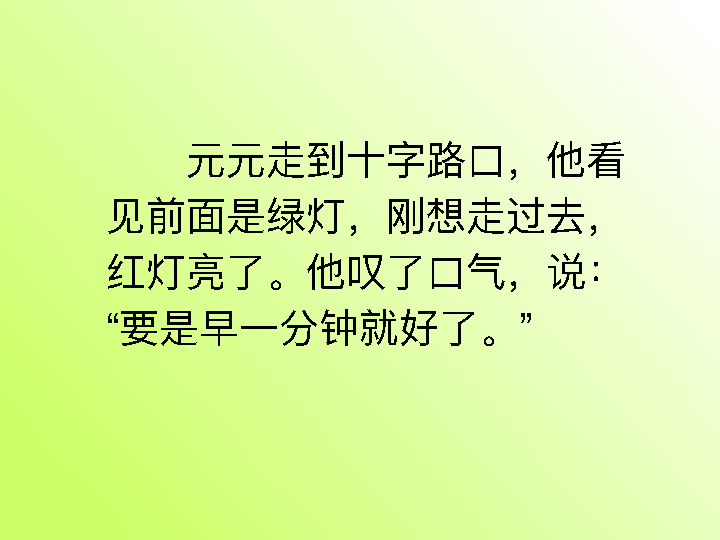 元元走到十字路口，他看
见前面是绿灯，刚想走过去，
红灯亮了。他叹了口气，说：
“要是早一分钟就好了。”